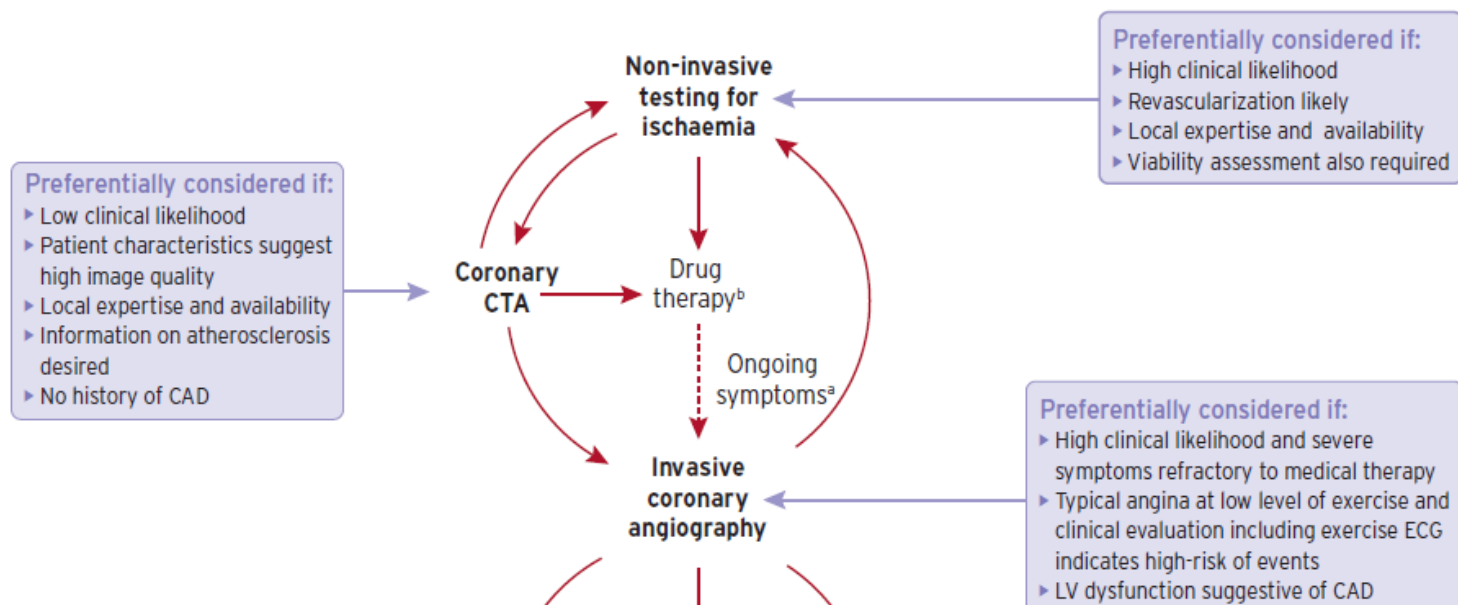 Non-invasive
testing for
ischaemia
Preferentially considered if:
▸ High clinical likelihood
▸ Revascularization likely
▸ Local expertise and availability
▸ Viability assessment also required
Preferentially considered if:
▸ Low clinical likelihood
▸ Patient characteristics suggest
high image quality
▸ Local expertise and availability
▸ Information on atherosclerosis
desired
▸ No history of CAD
Coronary
CTA
Drug
therapyᵇ
Ongoing
symptomsᵃ
Invasive
coronary
angiography
Preferentially considered if:
▸ High clinical likelihood and severe
symptoms refractory to medical therapy
▸ Typical angina at low level of exercise and
clinical evaluation including exercise ECG
indicates high-risk of events
▸ LV dysfunction suggestive of CAD